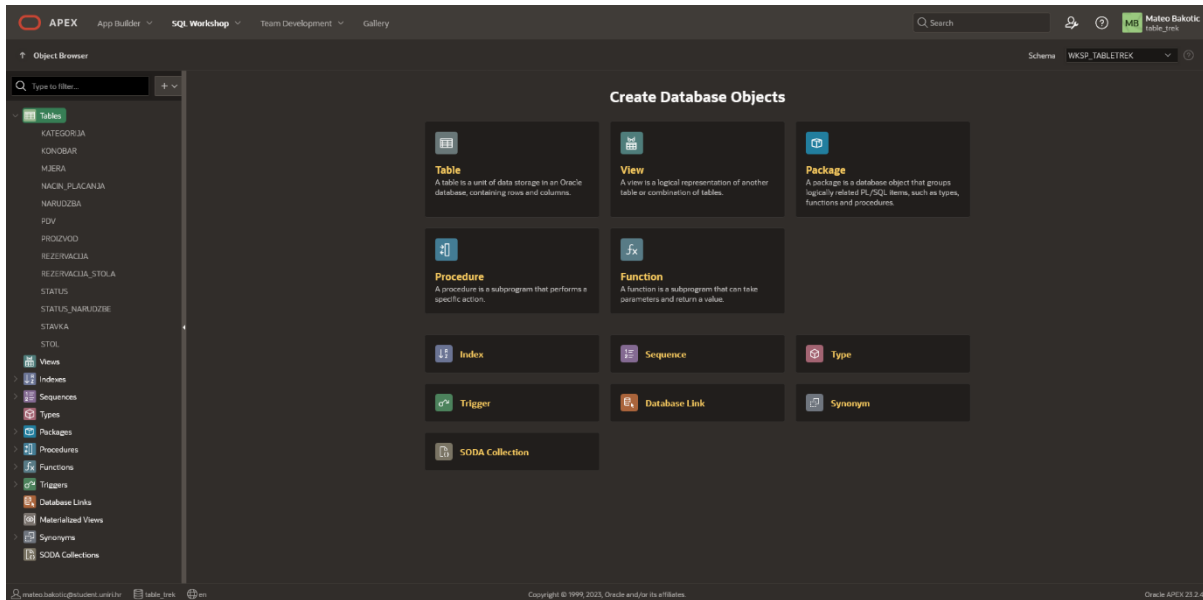 APEX App Builder SQL Workshop Team Development Gallery Search MB Mateo Bakotic
table_trek
Object Browser Schema WKSP_TABLETREK
Type to filter...
Tables
KATEGORIJA
KONOBAR
MJERA
NACIN_PLACANJA
NARUDZBA
PDV
PROIZVOD
REZERVACIJA
REZERVACIJA_STOLA
STATUS
STATUS_NARUDZBE
STAVKA
STOL
Views
Indexes
Sequences
Types
Packages
Procedures
Functions
Triggers
Database Links
Materialized Views
Synonyms
SODA Collections
Create Database Objects
Table
A table is a unit of data storage in an Oracle
database, containing rows and columns.
View
A view is a logical representation of another
table or combination of tables.
Package
A package is a database object that groups
logically related PL/SQL items, such as types,
functions and procedures.
Procedure
A procedure is a subprogram that performs a
specific action.
Function
A function is a subprogram that can take
parameters and return a value.
Index
Sequence
Type
Trigger
Database Link
Synonym
SODA Collection
mateo.bakotic@student.uniri.hr table_trek en Copyright © 1999, 2023, Oracle and/or its affiliates. Oracle APEX 23.2.4